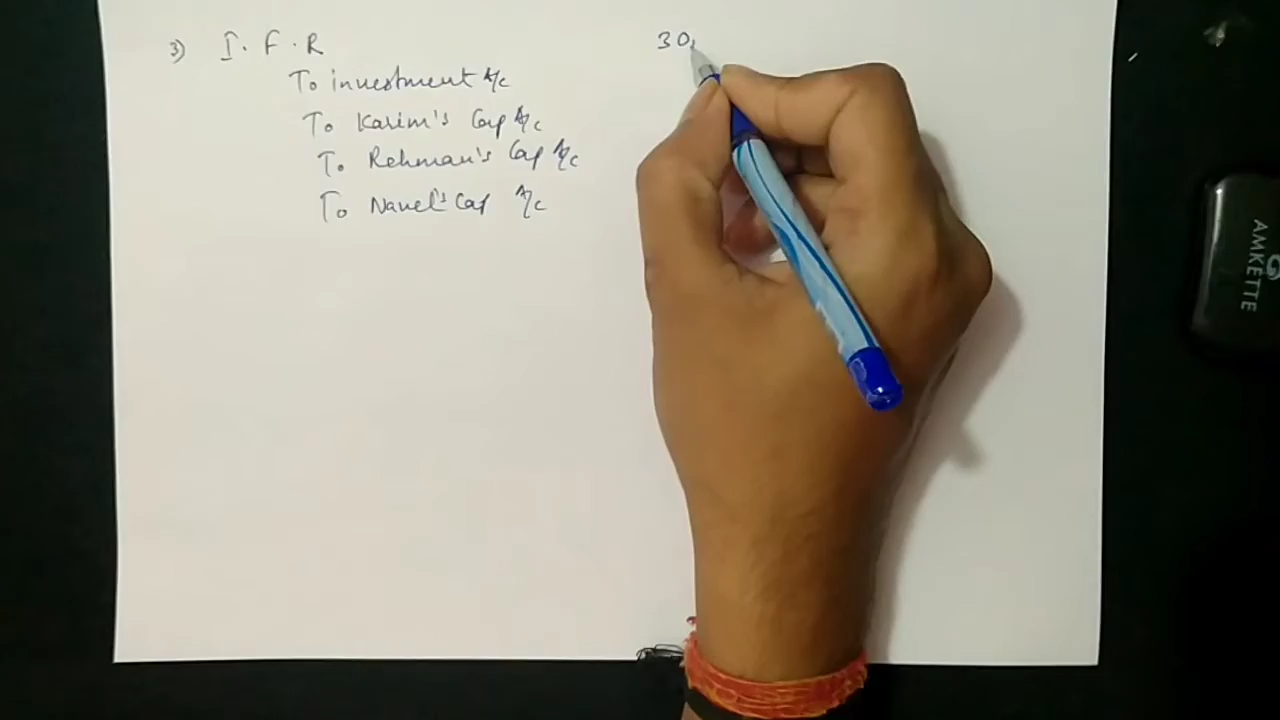 3) I. F. R 30,
To investment A/c
To Karim's Cap A/c
To Rehman's Cap A/c
To Navel's Cap A/c
AMKETTE